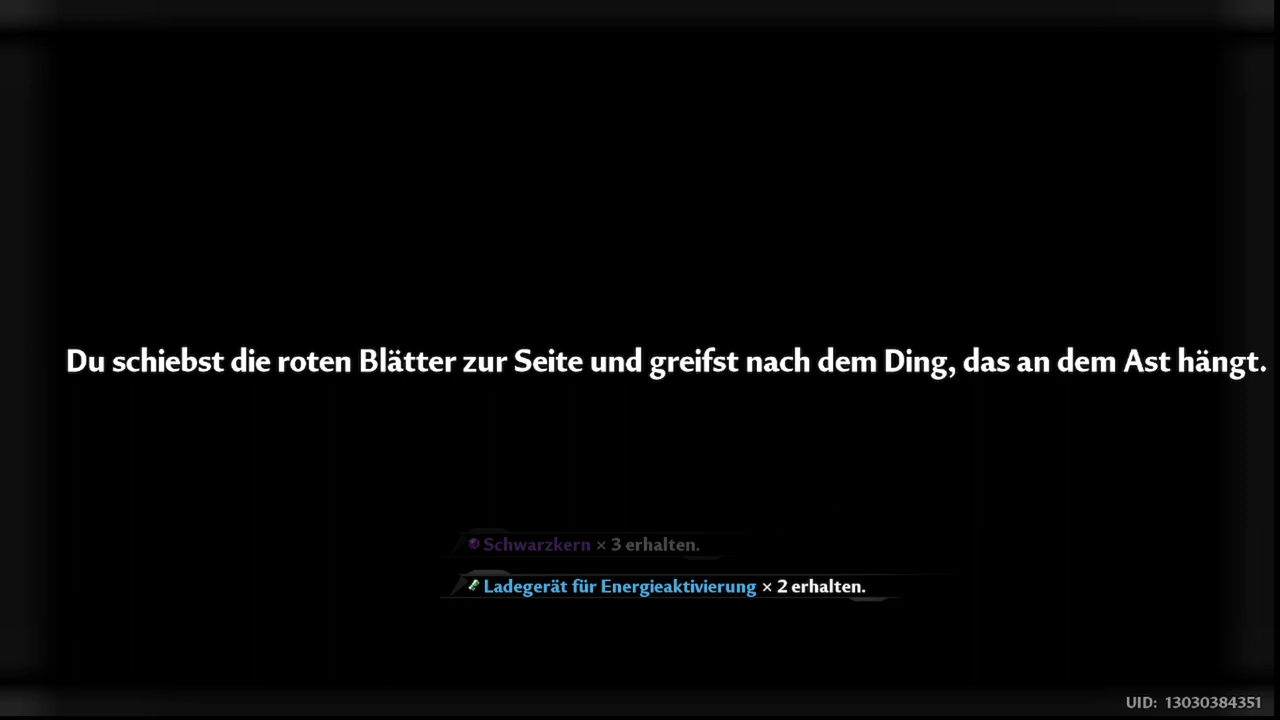 Du schiebst die roten Blätter zur Seite und greifst nach dem Ding, das an dem Ast hängt.
Schwarzkern × 3 erhalten.
Ladegerät für Energieaktivierung × 2 erhalten.
UID: 13030384351